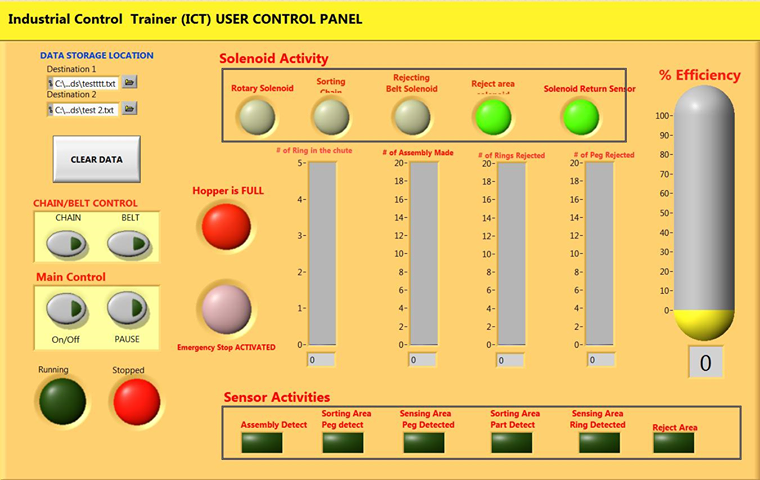 Industrial Control Trainer (ICT) USER CONTROL PANEL
DATA STORAGE LOCATION
Destination 1
C:\...ds\testttt.txt
Destination 2
C:\...ds\test 2.txt
CLEAR DATA
CHAIN/BELT CONTROL
CHAIN BELT
Main Control
On/Off PAUSE
Running Stopped
Hopper is FULL
Emergency Stop ACTIVATED
Solenoid Activity
Rotary Solenoid
Sorting
Chain
Rejecting
Belt Solenoid
Reject area
solenoid
Solenoid Return Sensor
# of Ring in the chute
5
4
3
2
1
0
0
# of Assembly Made
20
18
16
14
12
10
8
6
4
2
0
0
# of Rings Rejected
20
18
16
14
12
10
8
6
4
2
0
0
# of Peg Rejected
20
18
16
14
12
10
8
6
4
2
0
0
% Efficiency
100
90
80
70
60
50
40
30
20
10
0
0
Sensor Activities
Assembly Detect
Sorting Area
Peg detect
Sensing Area
Peg Detected
Sorting Area
Part Detect
Sensing Area
Ring Detected
Reject Area